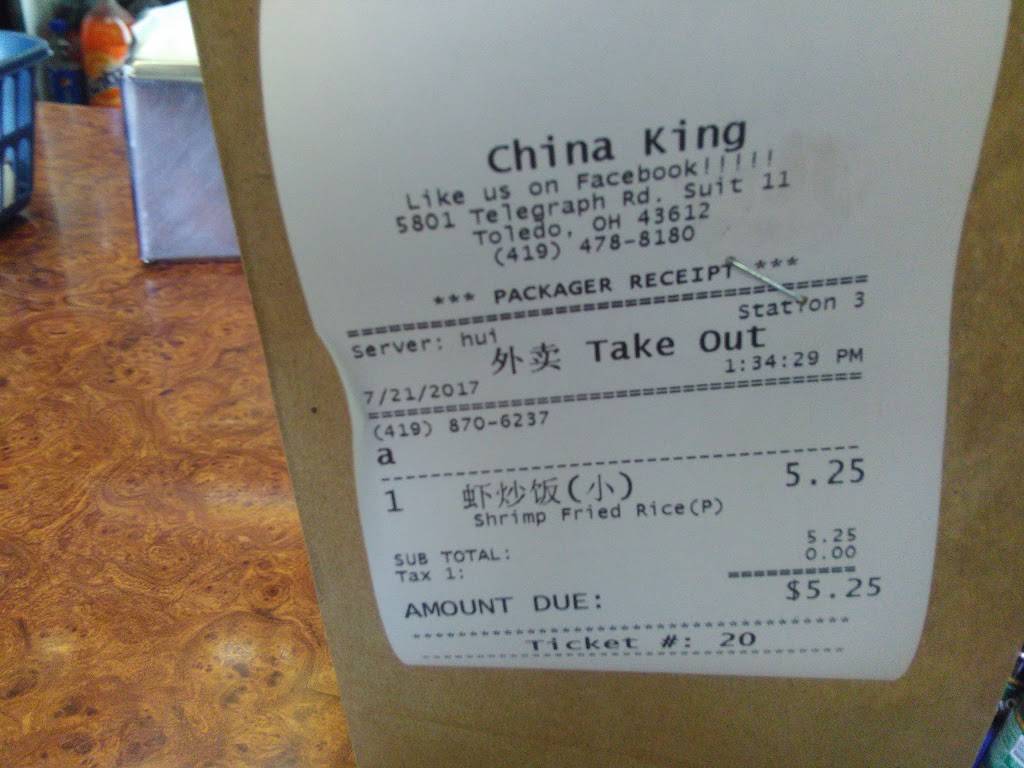 China King
Like us on Facebook!!!!!
5801 Telegraph Rd. Suit 11
Toledo, OH 43612
(419) 478-8180
*** PACKAGER RECEIPT ***
Server: hui Station 3
外卖 Take Out
7/21/2017 1:34:29 PM
(419) 870-6237
a
1 虾炒饭(小) 5.25
Shrimp Fried Rice(P)
SUB TOTAL: 5.25
Tax 1: 0.00
AMOUNT DUE: $5.25
Ticket #: 20